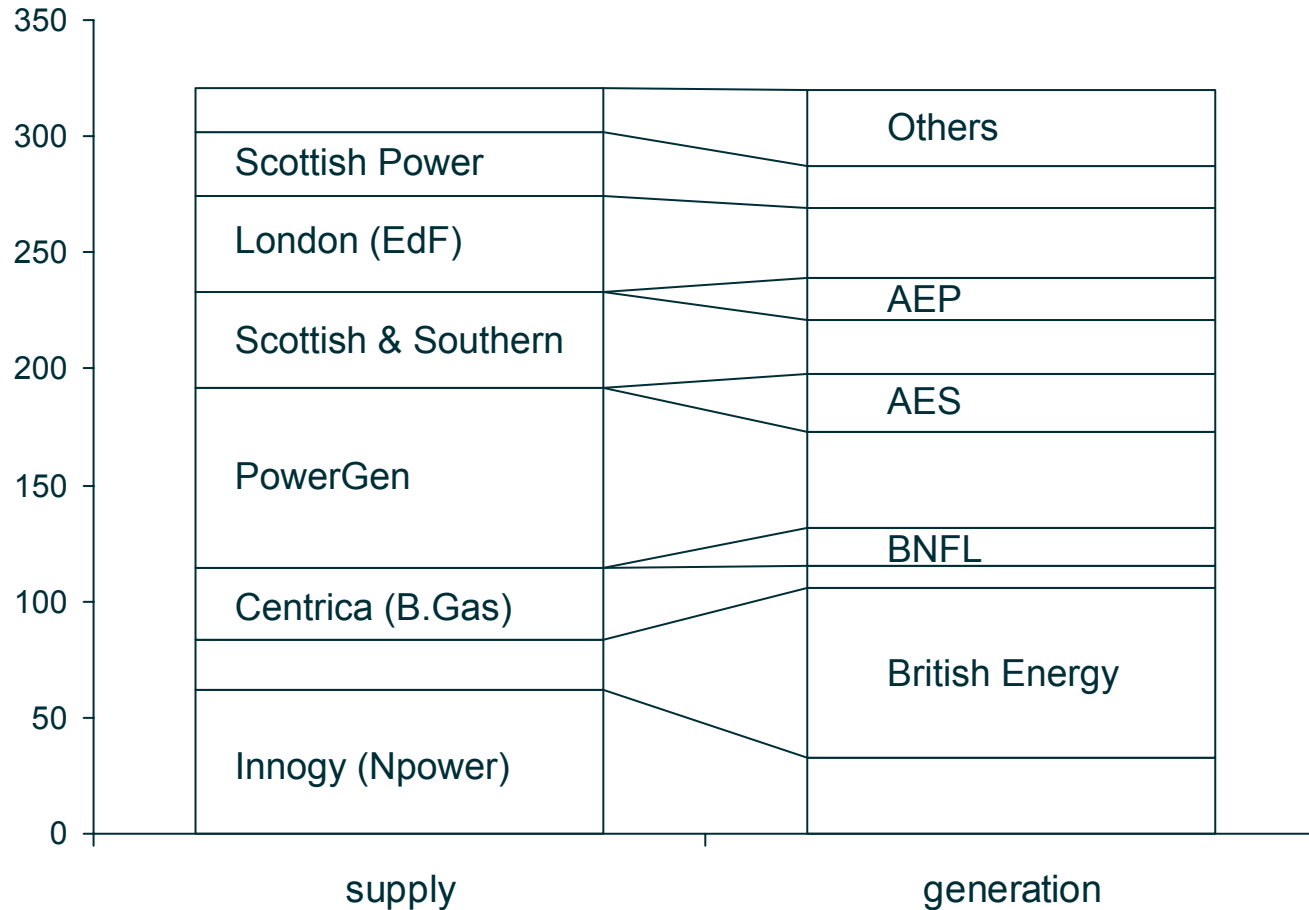 350
300
250
200
150
100
50
0
Scottish Power
London (EdF)
Scottish & Southern
PowerGen
Centrica (B.Gas)
Innogy (Npower)
Others
AEP
AES
BNFL
British Energy
supply
generation